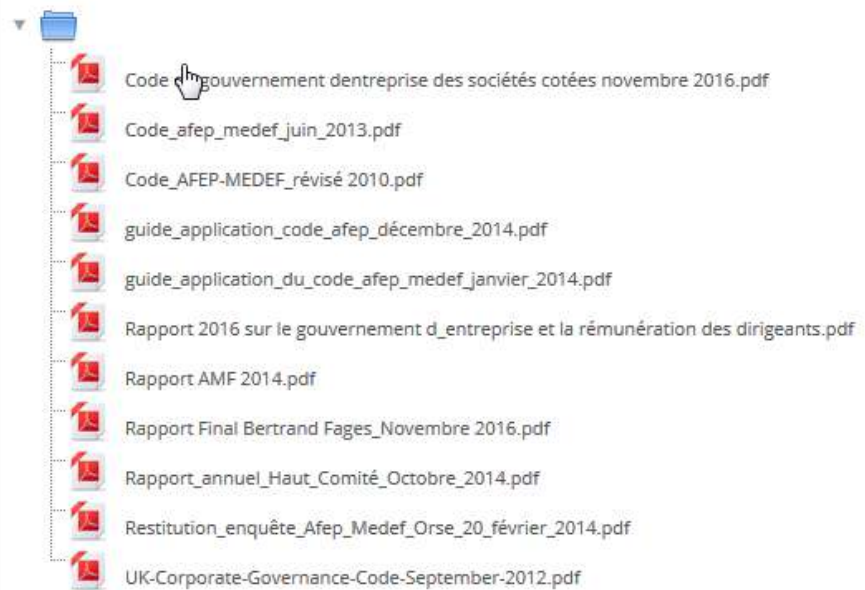 Code gouvernement dentreprise des sociétés cotées novembre 2016.pdf
Code_afep_medef_juin_2013.pdf
Code_AFEP-MEDEF_révisé 2010.pdf
guide_application_code_afep_décembre_2014.pdf
guide_application_du_code_afep_medef_janvier_2014.pdf
Rapport 2016 sur le gouvernement d_entreprise et la rémunération des dirigeants.pdf
Rapport AMF 2014.pdf
Rapport Final Bertrand Fages_Novembre 2016.pdf
Rapport_annuel_Haut_Comité_Octobre_2014.pdf
Restitution_enquête_Afep_Medef_Orse_20_février_2014.pdf
UK-Corporate-Governance-Code-September-2012.pdf